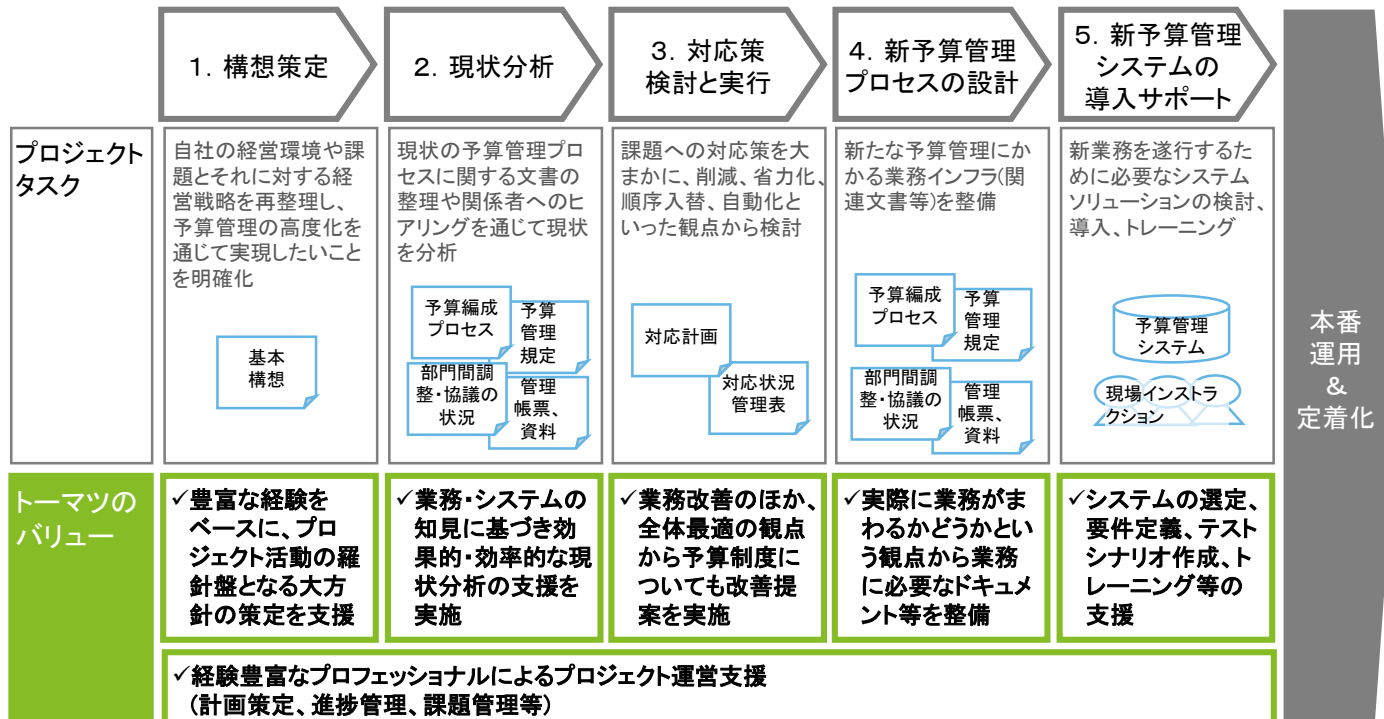 1．構想策定
2．現状分析
3．対応策
検討と実行
4．新予算管理
プロセスの設計
5．新予算管理
システムの
導入サポート
プロジェクト
タスク
自社の経営環境や課
題とそれに対する経
営戦略を再整理し、
予算管理の高度化を
通じて実現したいこと
を明確化
基本
構想
現状の予算管理プロ
セスに関する文書の
整理や関係者へのヒ
アリングを通じて現状
を分析
予算編成
プロセス
予算
管理
規定
部門間調
整・協議の
状況
管理
帳票、
資料
課題への対応策を大
まかに、削減、省力化、
順序入替、自動化と
いった観点から検討
対応計画
対応状況
管理表
新たな予算管理にか
かる業務インフラ(関
連文書等)を整備
予算編成
プロセス
予算
管理
規定
部門間調
整・協議の
状況
管理
帳票、
資料
新業務を遂行するた
めに必要なシステム
ソリューションの検討、
導入、トレーニング
予算管理
システム
現場インストラ
クション
本番
運用
&
定着化
トーマツの
バリュー
✓豊富な経験を
ベースに、プロ
ジェクト活動の羅
針盤となる大方
針の策定を支援
✓業務・システムの
知見に基づき効
果的・効率的な現
状分析の支援を
実施
✓業務改善のほか、
全体最適の観点
から予算制度に
ついても改善提
案を実施
✓実際に業務がま
わるかどうかとい
う観点から業務
に必要なドキュメ
ント等を整備
✓システムの選定、
要件定義、テスト
シナリオ作成、ト
レーニング等の
支援
✓経験豊富なプロフェッショナルによるプロジェクト運営支援
(計画策定、進捗管理、課題管理等)